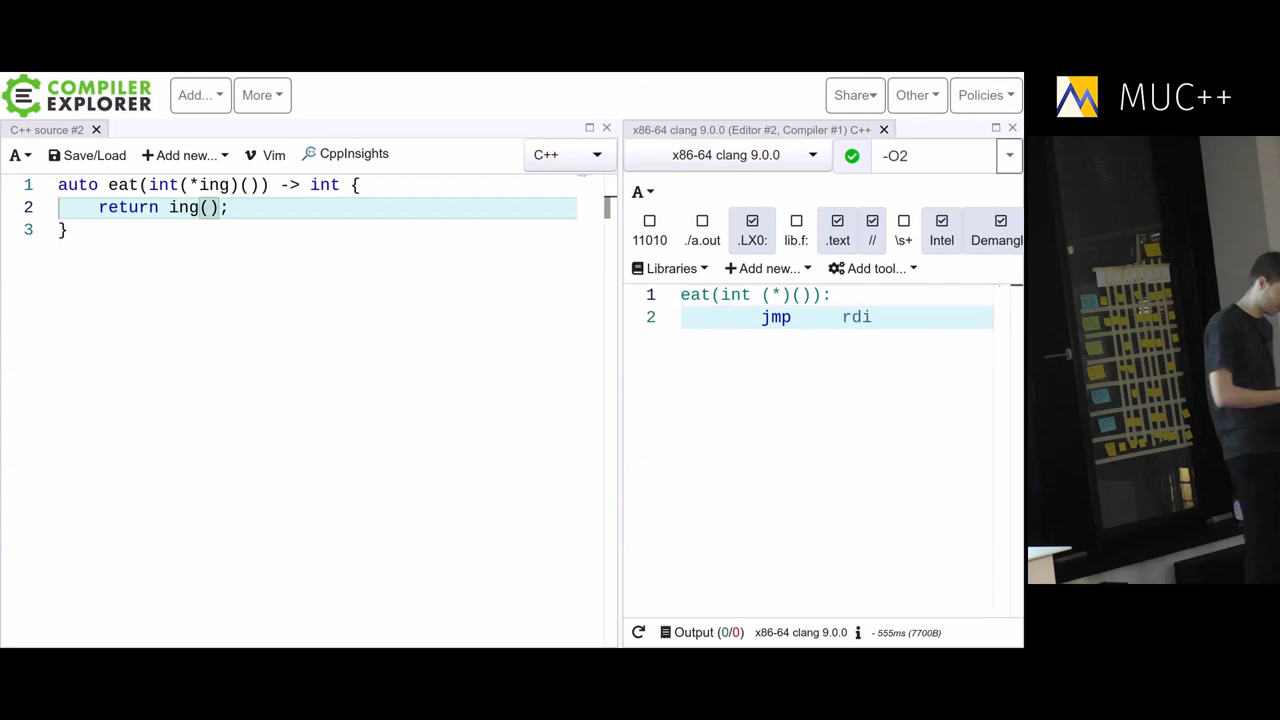 COMPILER
EXPLORER
Add...
More
Share
Other
Policies
MUC++
C++ source #2
x86-64 clang 9.0.0 (Editor #2, Compiler #1) C++
A
Save/Load
Add new...
Vim
CppInsights
C++
x86-64 clang 9.0.0
-O2
1 auto eat(int(*ing)()) -> int {
2 return ing();
3 }
A
11010
./a.out
.LX0:
lib.f:
.text
//
\s+
Intel
Demangl
Libraries
Add new...
Add tool...
1 eat(int (*)()):
2 jmp rdi
Output (0/0)
x86-64 clang 9.0.0
- 555ms (7700B)